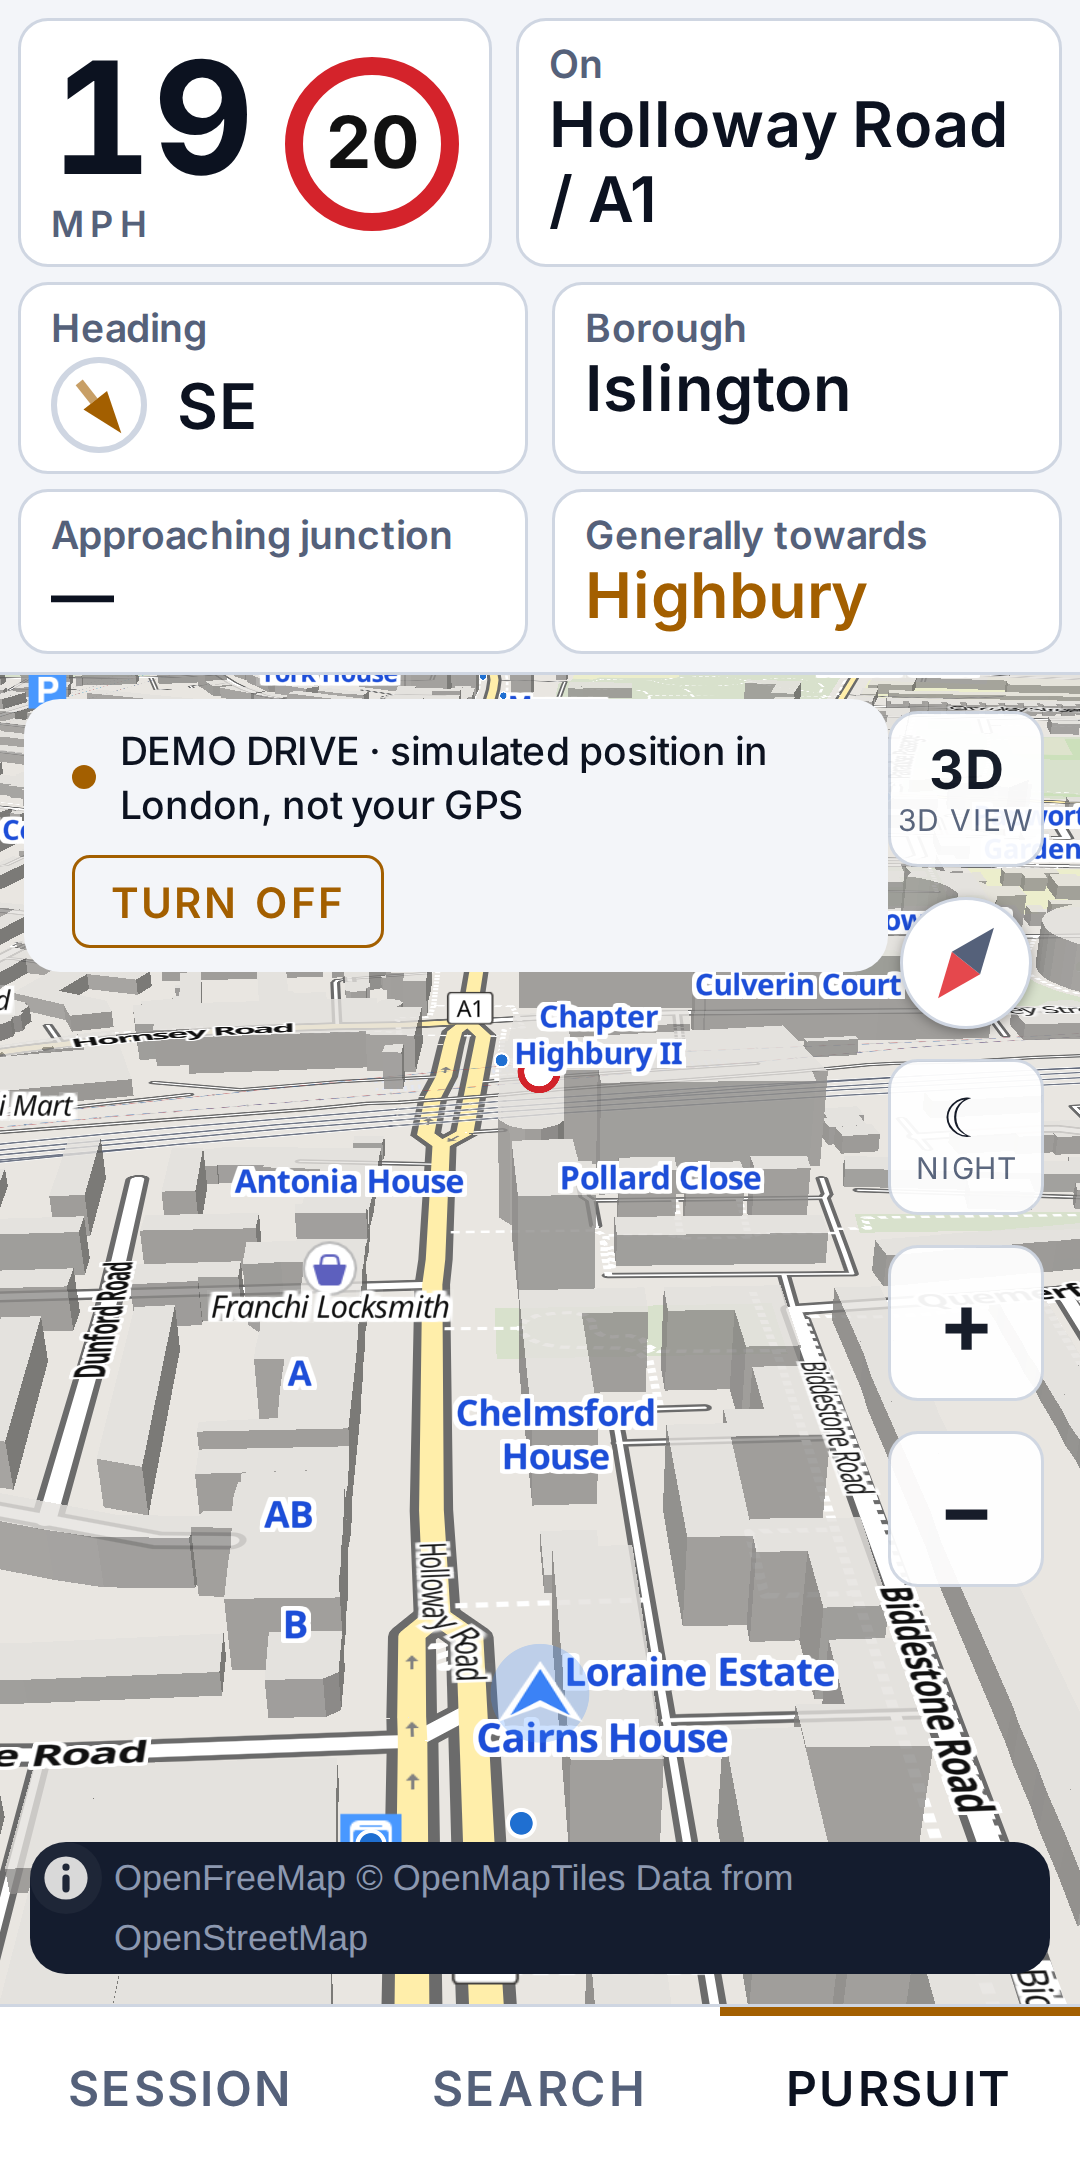 19
MPH
20
On
Holloway Road
/ A1
Heading
SE
Borough
Islington
Approaching junction
—
Generally towards
Highbury
P
York House
DEMO DRIVE · simulated position in
London, not your GPS
TURN OFF
3D
3D VIEW
Culverin Court
A1
Chapter
Highbury II
Hornsey Road
i Mart
NIGHT
Antonia House
Pollard Close
Dunford Road
Franchi Locksmith
+
A
Chelmsford
House
Biddestone Road
AB
−
Holloway Road
B
Biddestone Road
Loraine Estate
Cairns House
e Road
OpenFreeMap © OpenMapTiles Data from
OpenStreetMap
SESSION
SEARCH
PURSUIT